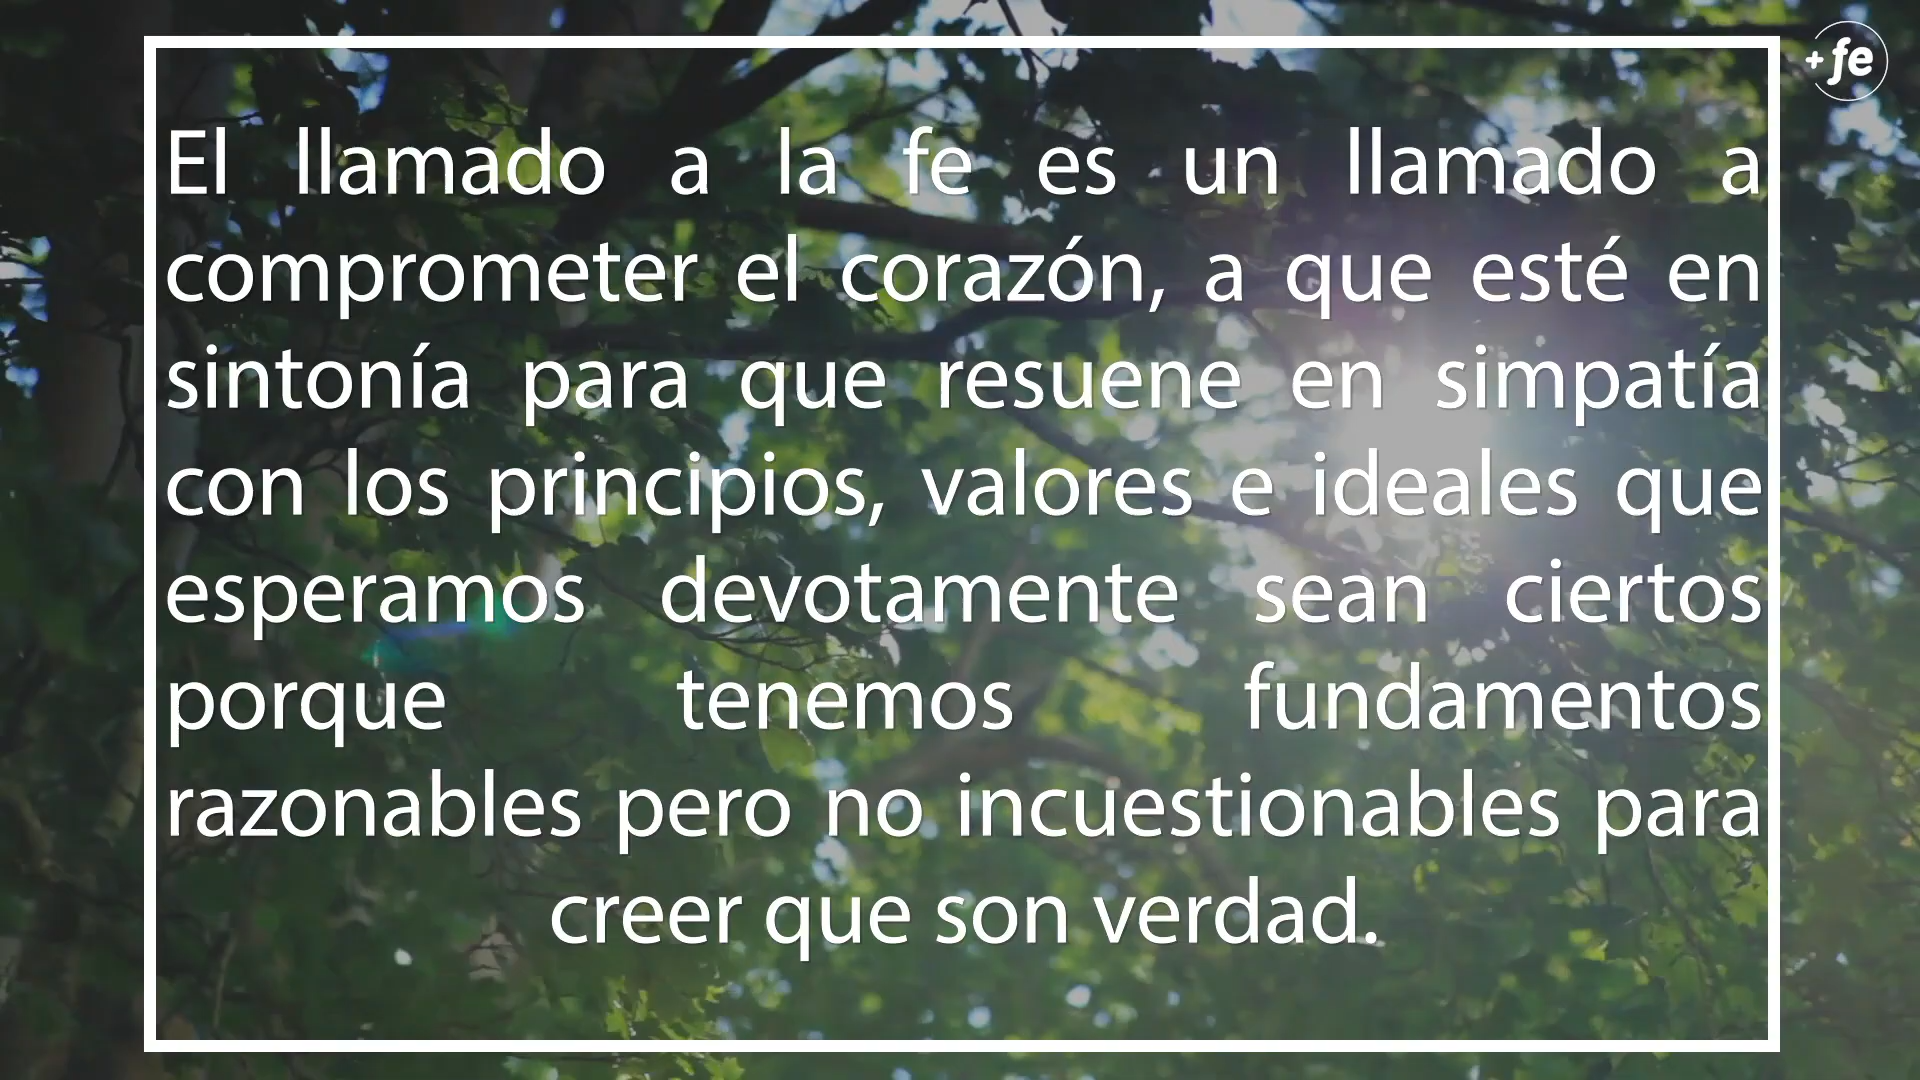 +fe
El llamado a la fe es un llamado a
comprometer el corazón, a que esté en
sintonía para que resuene en simpatía
con los principios, valores e ideales que
esperamos devotamente sean ciertos
porque tenemos fundamentos
razonables pero no incuestionables para
creer que son verdad.